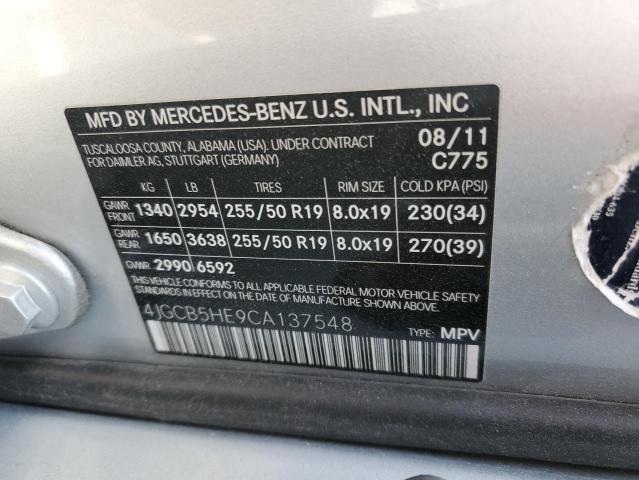 MFD BY MERCEDES-BENZ U.S. INTL., INC
TUSCALOOSA COUNTY, ALABAMA (USA). UNDER CONTRACT
FOR DAIMLER AG, STUTTGART (GERMANY)
08/11
C775
KG LB TIRES RIM SIZE COLD KPA (PSI)
GAWR FRONT 1340 2954 255/50 R19 8.0x19 230(34)
GAWR REAR 1650 3638 255/50 R19 8.0x19 270(39)
GVWR 2990 6592
THIS VEHICLE CONFORMS TO ALL APPLICABLE FEDERAL MOTOR VEHICLE SAFETY
STANDARDS IN EFFECT ON THE DATE OF MANUFACTURE SHOWN ABOVE.
4JGCB5HE9CA137548
TYPE: MPV